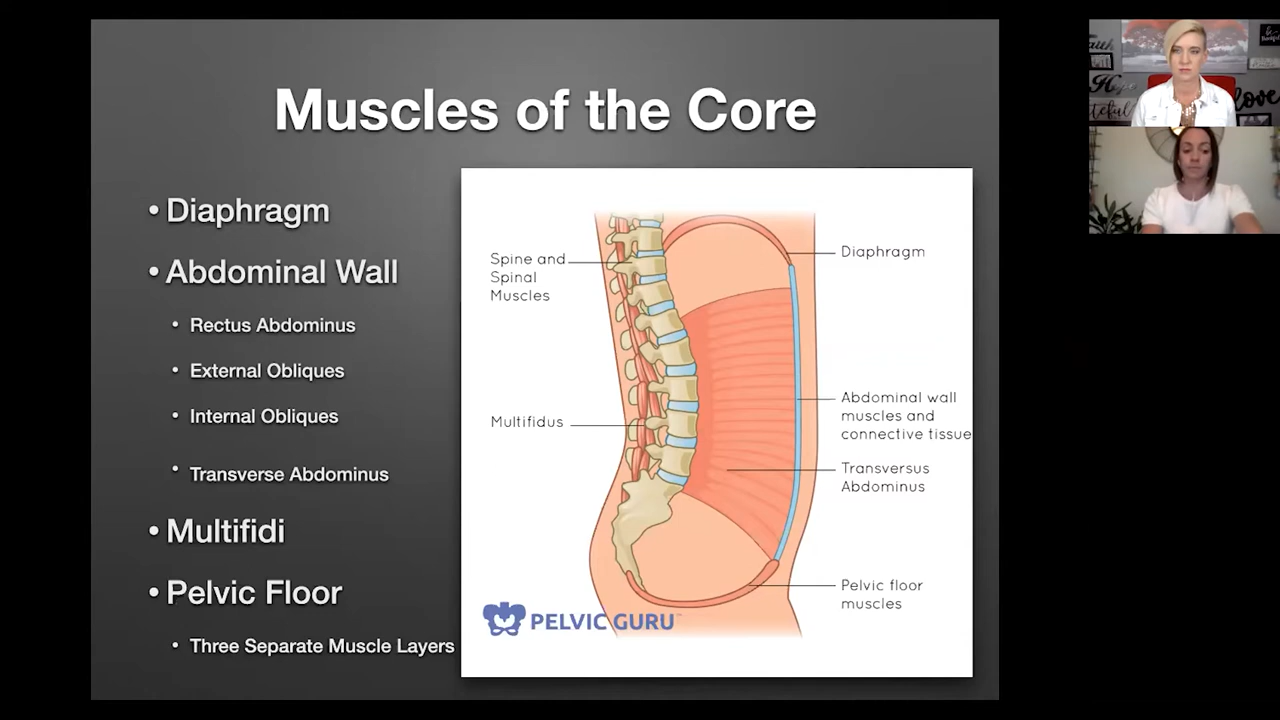 Muscles of the Core
• Diaphragm
• Abdominal Wall
• Rectus Abdominus
• External Obliques
• Internal Obliques
• Transverse Abdominus
• Multifidi
• Pelvic Floor
• Three Separate Muscle Layers
Spine and
Spinal
Muscles
Multifidus
Diaphragm
Abdominal wall
muscles and
connective tissue
Transversus
Abdominus
Pelvic floor
muscles
PELVIC GURU
love